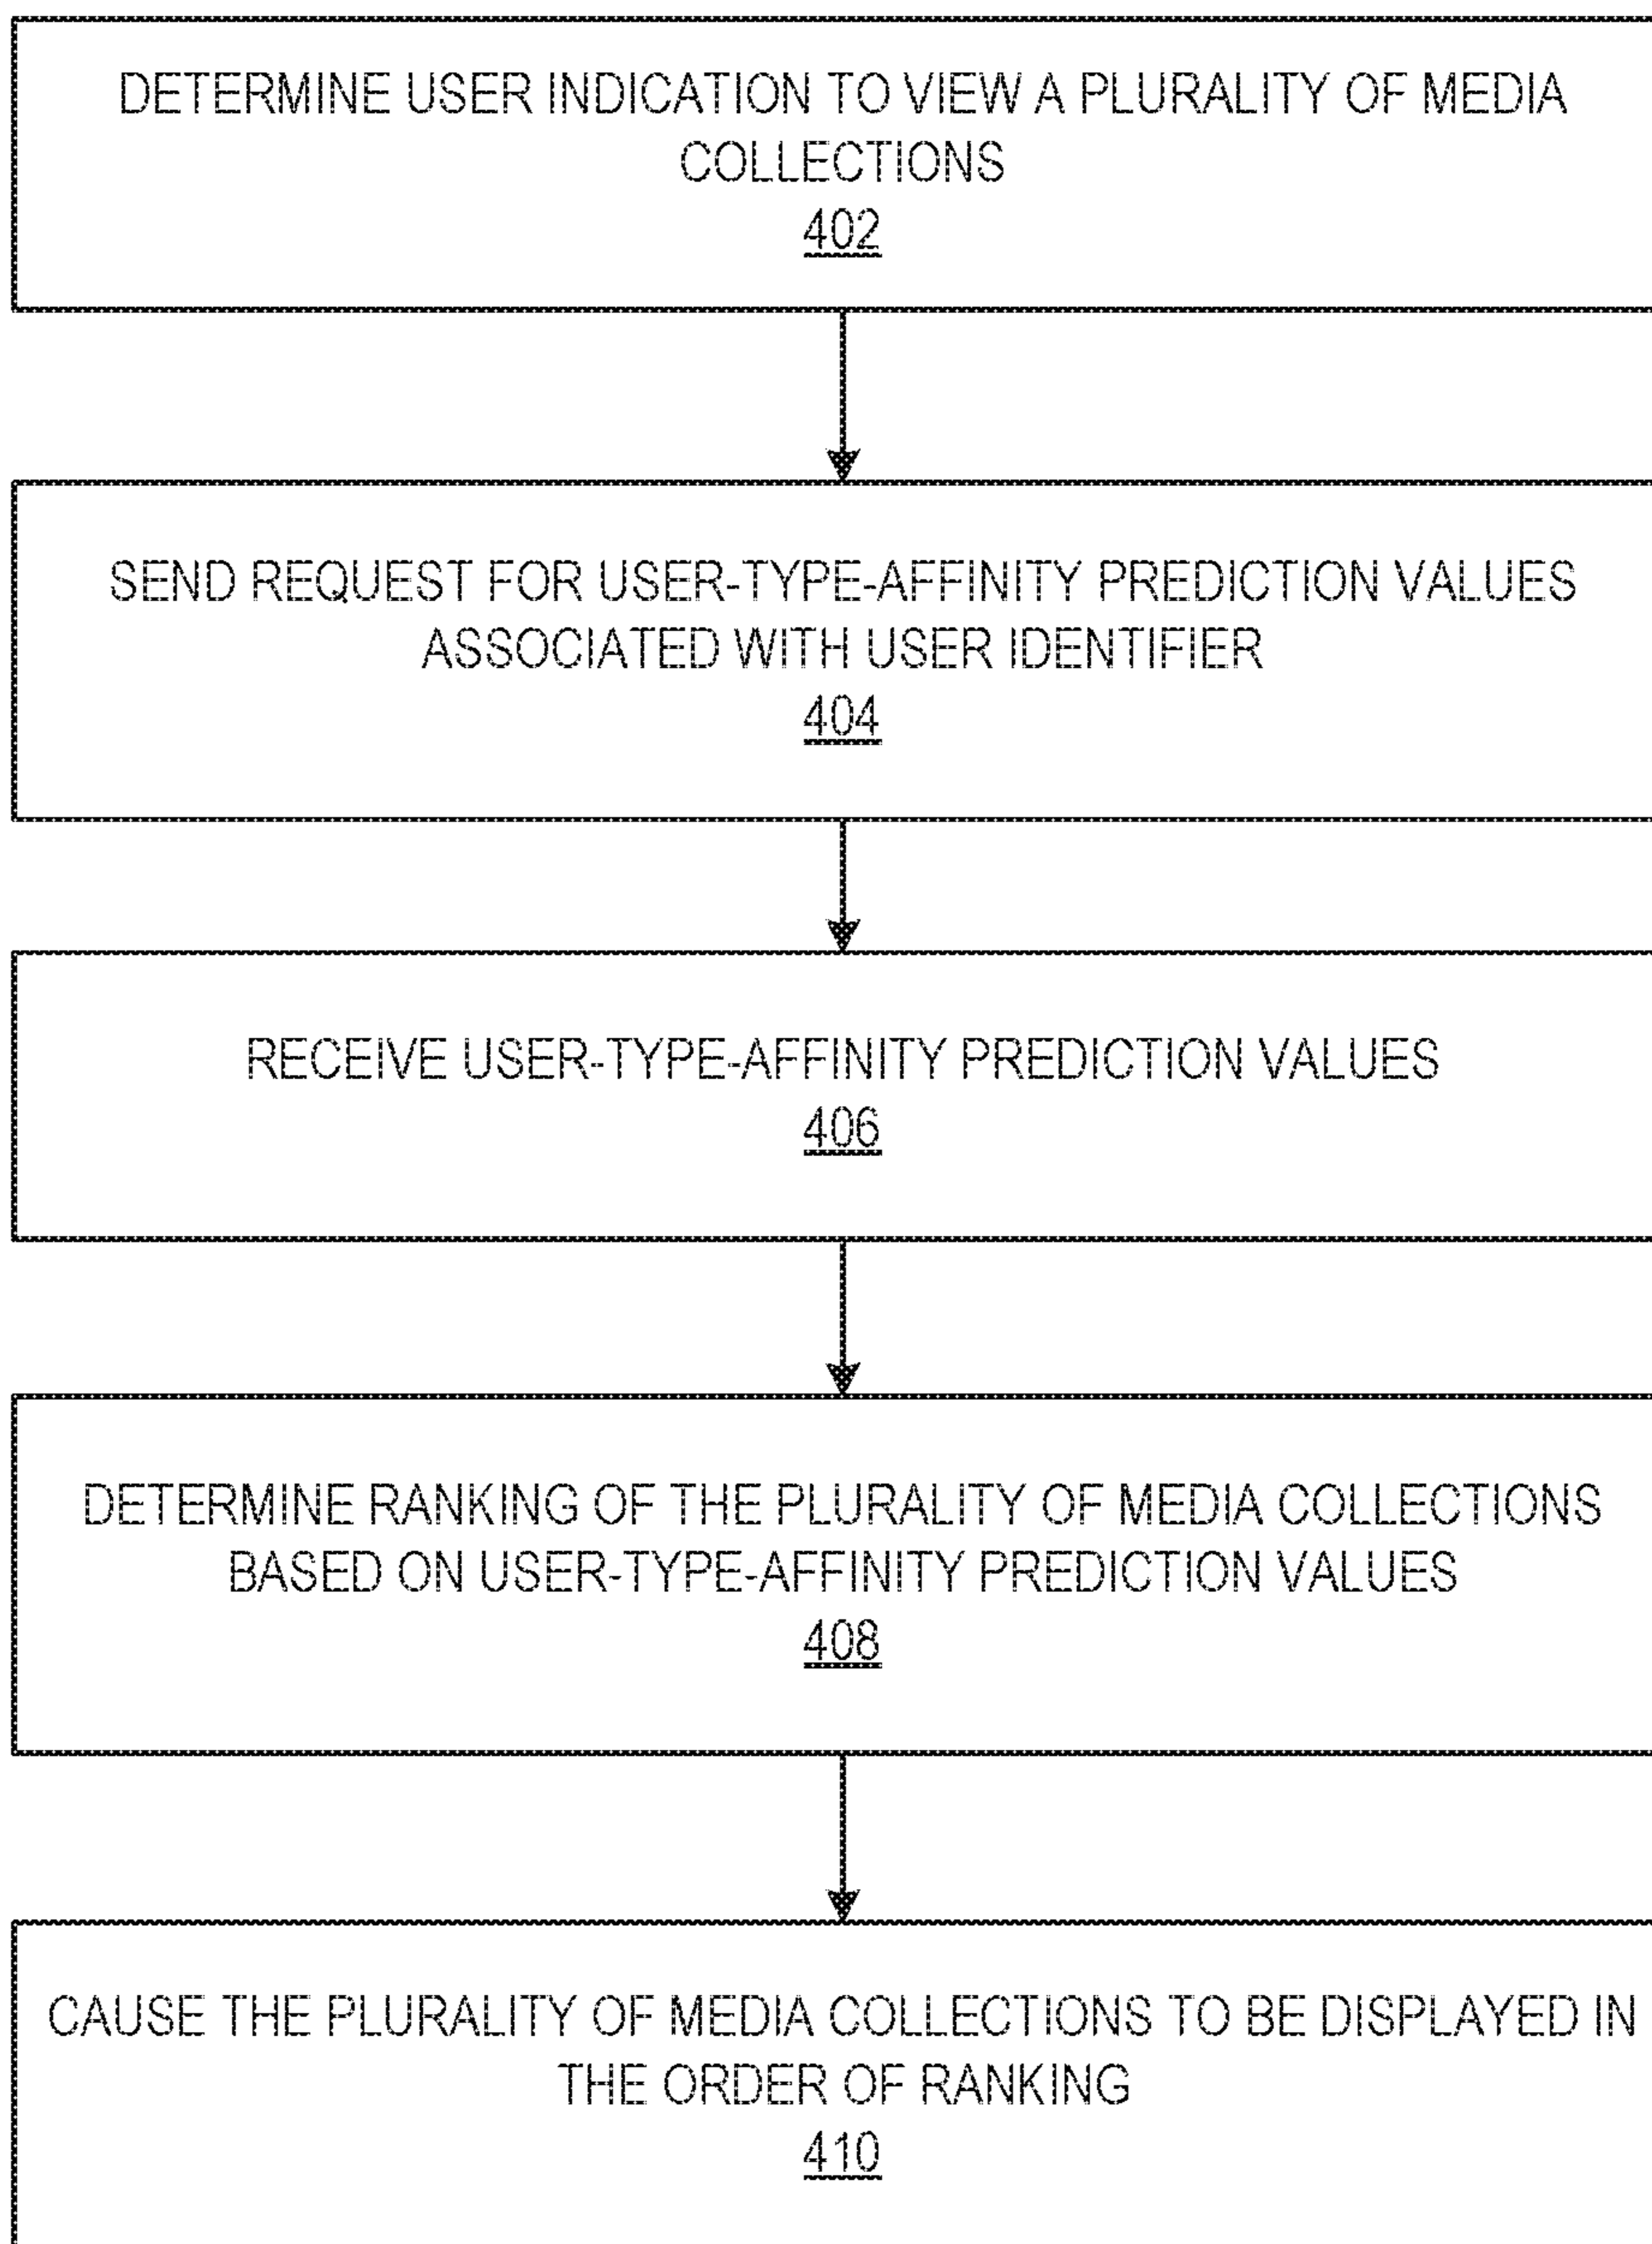 DETERMINE USER INDICATION TO VIEW A PLURALITY OF MEDIA
COLLECTIONS
402
SEND REQUEST FOR USER-TYPE-AFFINITY PREDICTION VALUES
ASSOCIATED WITH USER IDENTIFIER
404
RECEIVE USER-TYPE-AFFINITY PREDICTION VALUES
406
DETERMINE RANKING OF THE PLURALITY OF MEDIA COLLECTIONS
BASED ON USER-TYPE-AFFINITY PREDICTION VALUES
408
CAUSE THE PLURALITY OF MEDIA COLLECTIONS TO BE DISPLAYED IN
THE ORDER OF RANKING
410